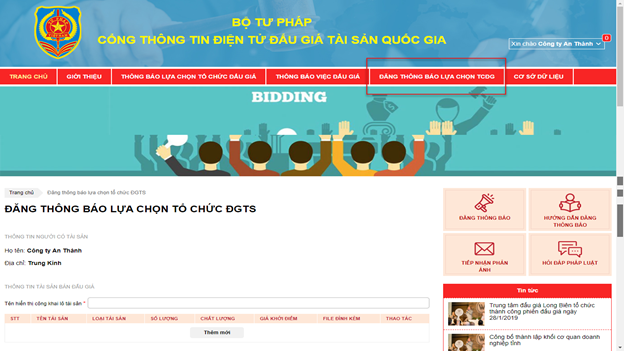 BỘ TƯ PHÁP
CỔNG THÔNG TIN ĐIỆN TỬ ĐẤU GIÁ TÀI SẢN QUỐC GIA
Xin chào Công ty An Thành
0
TRANG CHỦ GIỚI THIỆU THÔNG BÁO LỰA CHỌN TỔ CHỨC ĐẤU GIÁ THÔNG BÁO VIỆC ĐẤU GIÁ ĐĂNG THÔNG BÁO LỰA CHỌN TCĐG CƠ SỞ DỮ LIỆU
BIDDING
Trang chủ Đăng thông báo lựa chọn tổ chức ĐGTS
ĐĂNG THÔNG BÁO LỰA CHỌN TỔ CHỨC ĐGTS
THÔNG TIN NGƯỜI CÓ TÀI SẢN
Họ tên: Công ty An Thành
Địa chỉ: Trung Kính
THÔNG TIN TÀI SẢN BÁN ĐẤU GIÁ
Tên hiển thị công khai lô tài sản *
STT TÊN TÀI SẢN LOẠI TÀI SẢN SỐ LƯỢNG CHẤT LƯỢNG GIÁ KHỞI ĐIỂM FILE ĐÍNH KÈM THAO TÁC
Thêm mới
ĐĂNG THÔNG BÁO
HƯỚNG DẪN ĐĂNG
THÔNG BÁO
TIẾP NHẬN PHẢN
ÁNH
HỎI ĐÁP PHÁP LUẬT
Tin tức
Trung tâm đấu giá Long Biên tổ chức
thành công phiên đấu giá ngày
28/1/2019
Công bố thành lập khối cơ quan doanh
nghiệp tỉnh